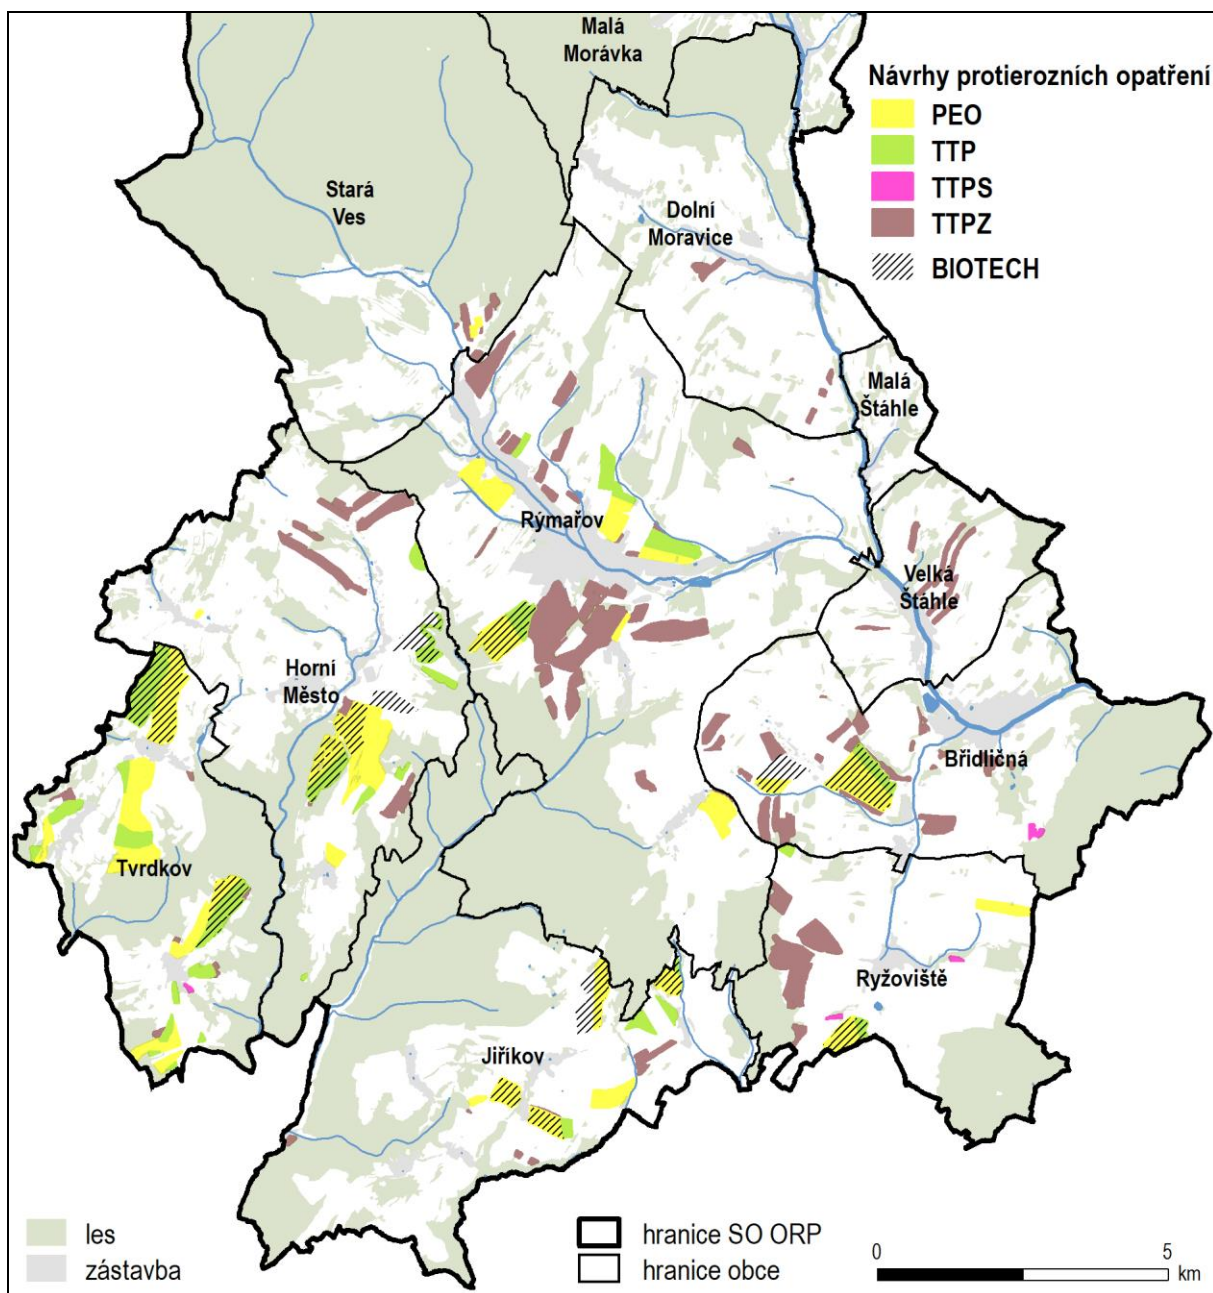 Malá
Morávka
Návrhy protierozních opatření
PEO
TTP
TTPS
TTPZ
BIOTECH
Stará
Ves
Dolní
Moravice
Malá
Štáhle
Rýmařov
Velká
Štáhle
Horní
Město
Břidličná
Tvrdkov
Ryžoviště
Jiříkov
les
zástavba
hranice SO ORP
hranice obce
0 5
km